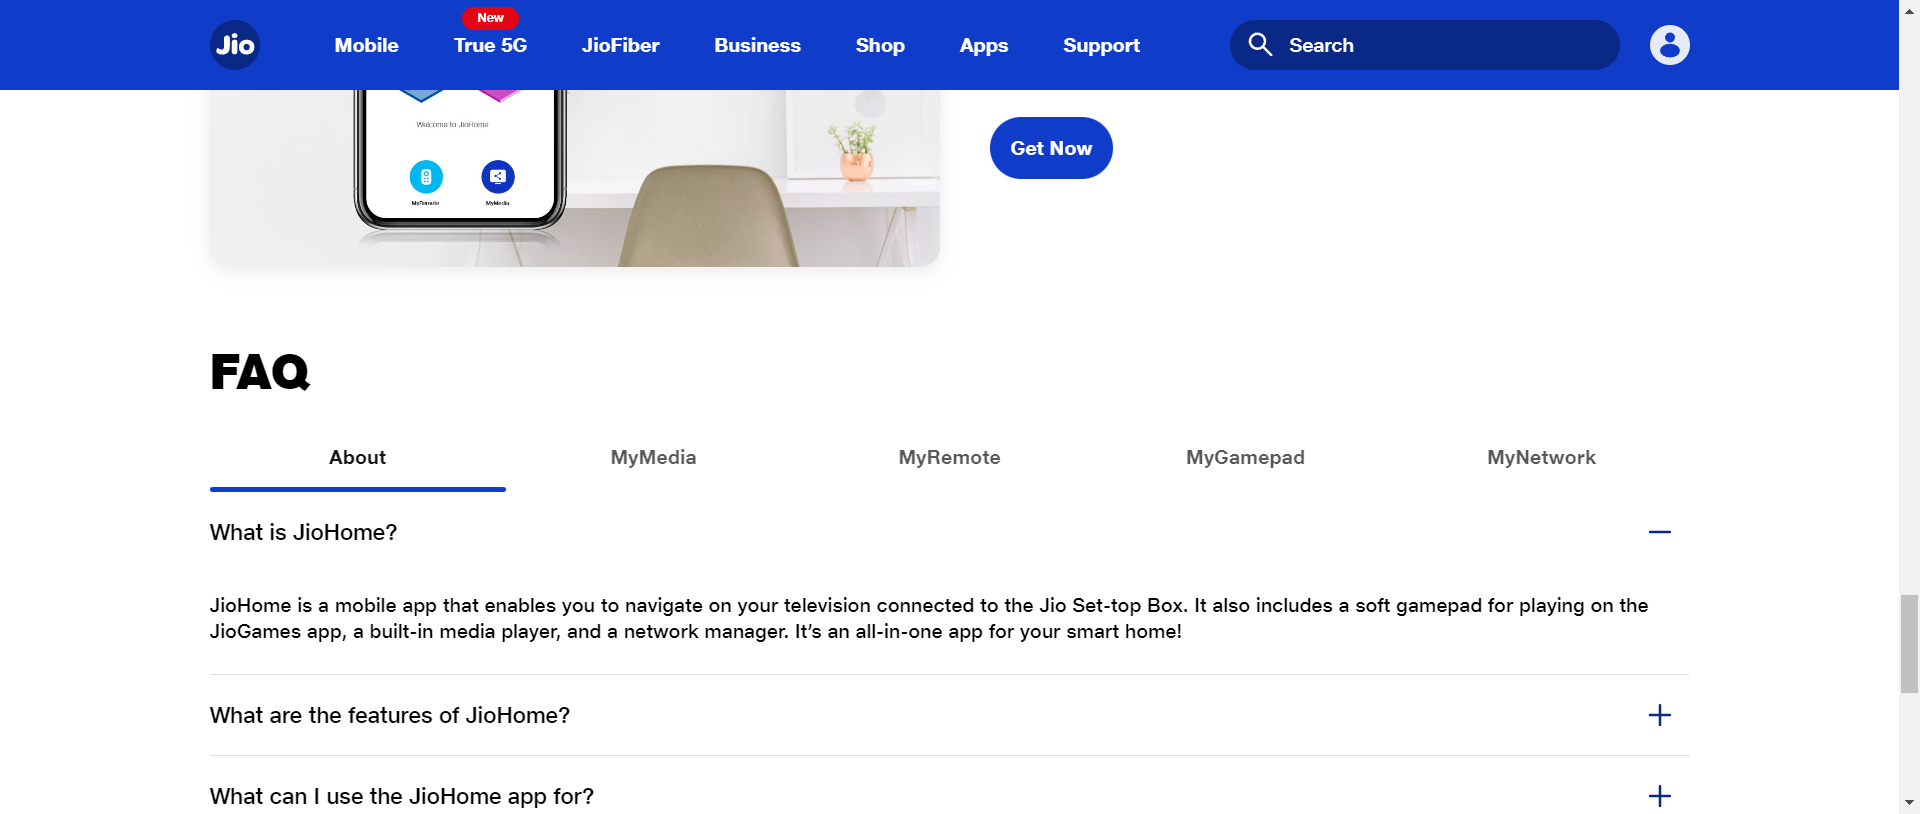 Jio
Mobile
New
True 5G
JioFiber
Business
Shop
Apps
Support
Search
Welcome to JioHome
MyRemote
MyMedia
Get Now
FAQ
About
MyMedia
MyRemote
MyGamepad
MyNetwork
What is JioHome?
JioHome is a mobile app that enables you to navigate on your television connected to the Jio Set-top Box. It also includes a soft gamepad for playing on the
JioGames app, a built-in media player, and a network manager. It’s an all-in-one app for your smart home!
What are the features of JioHome?
What can I use the JioHome app for?